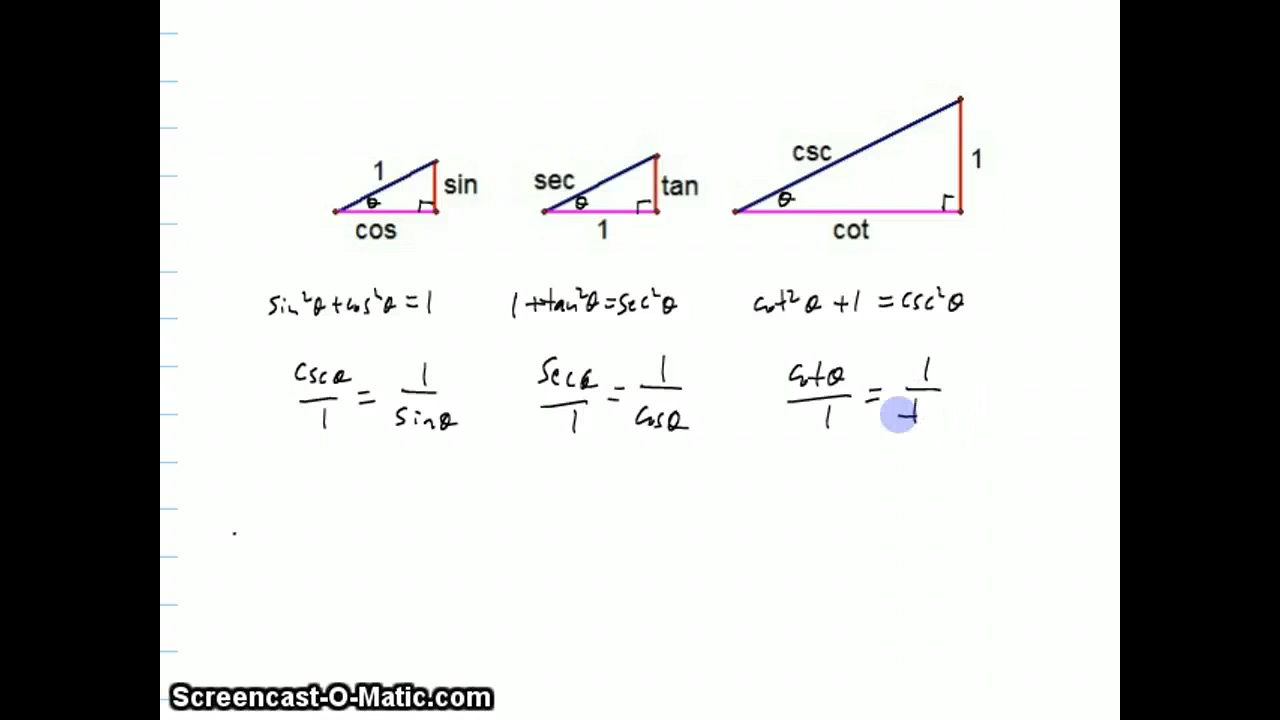 1 sin θ cos
sec tan θ 1
csc 1 θ cot
sin²θ + cos²θ = 1
1 + tan²θ = sec²θ
cot²θ + 1 = csc²θ
cscθ/1 = 1/sinθ
secθ/1 = 1/cosθ
cotθ/1 = 1/t
Screencast-O-Matic.com